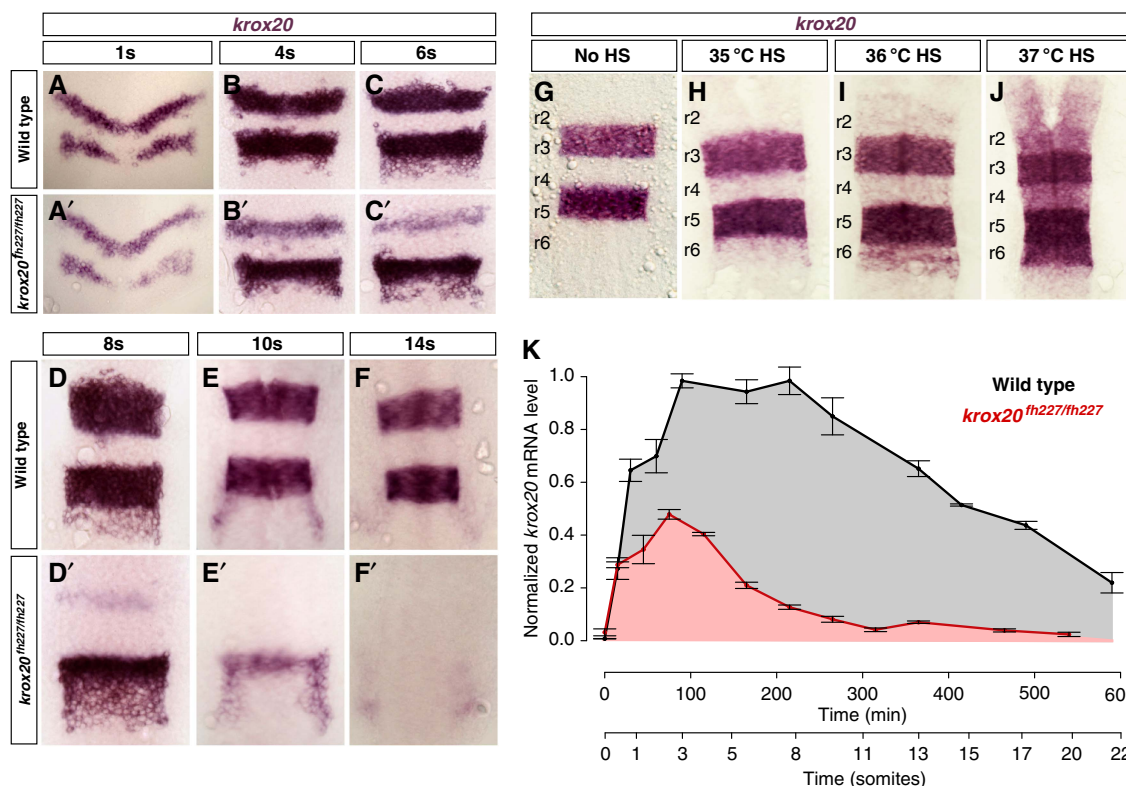 krox20
1s 4s 6s
Wild type
A B C
krox20fh227/fh227
A′ B′ C′
8s 10s 14s
Wild type
D E F
krox20fh227/fh227
D′ E′ F′
krox20
No HS 35 °C HS 36 °C HS 37 °C HS
G H I J
r2 r2 r2 r2
r3 r3 r3 r3
r4 r4 r4 r4
r5 r5 r5 r5
r6 r6 r6 r6
K
Wild type
krox20fh227/fh227
Normalized krox20 mRNA level
1.0
0.8
0.6
0.4
0.2
0.0
0 100 200 300 400 500 60
Time (min)
0 1 3 5 8 11 13 15 17 20 22
Time (somites)